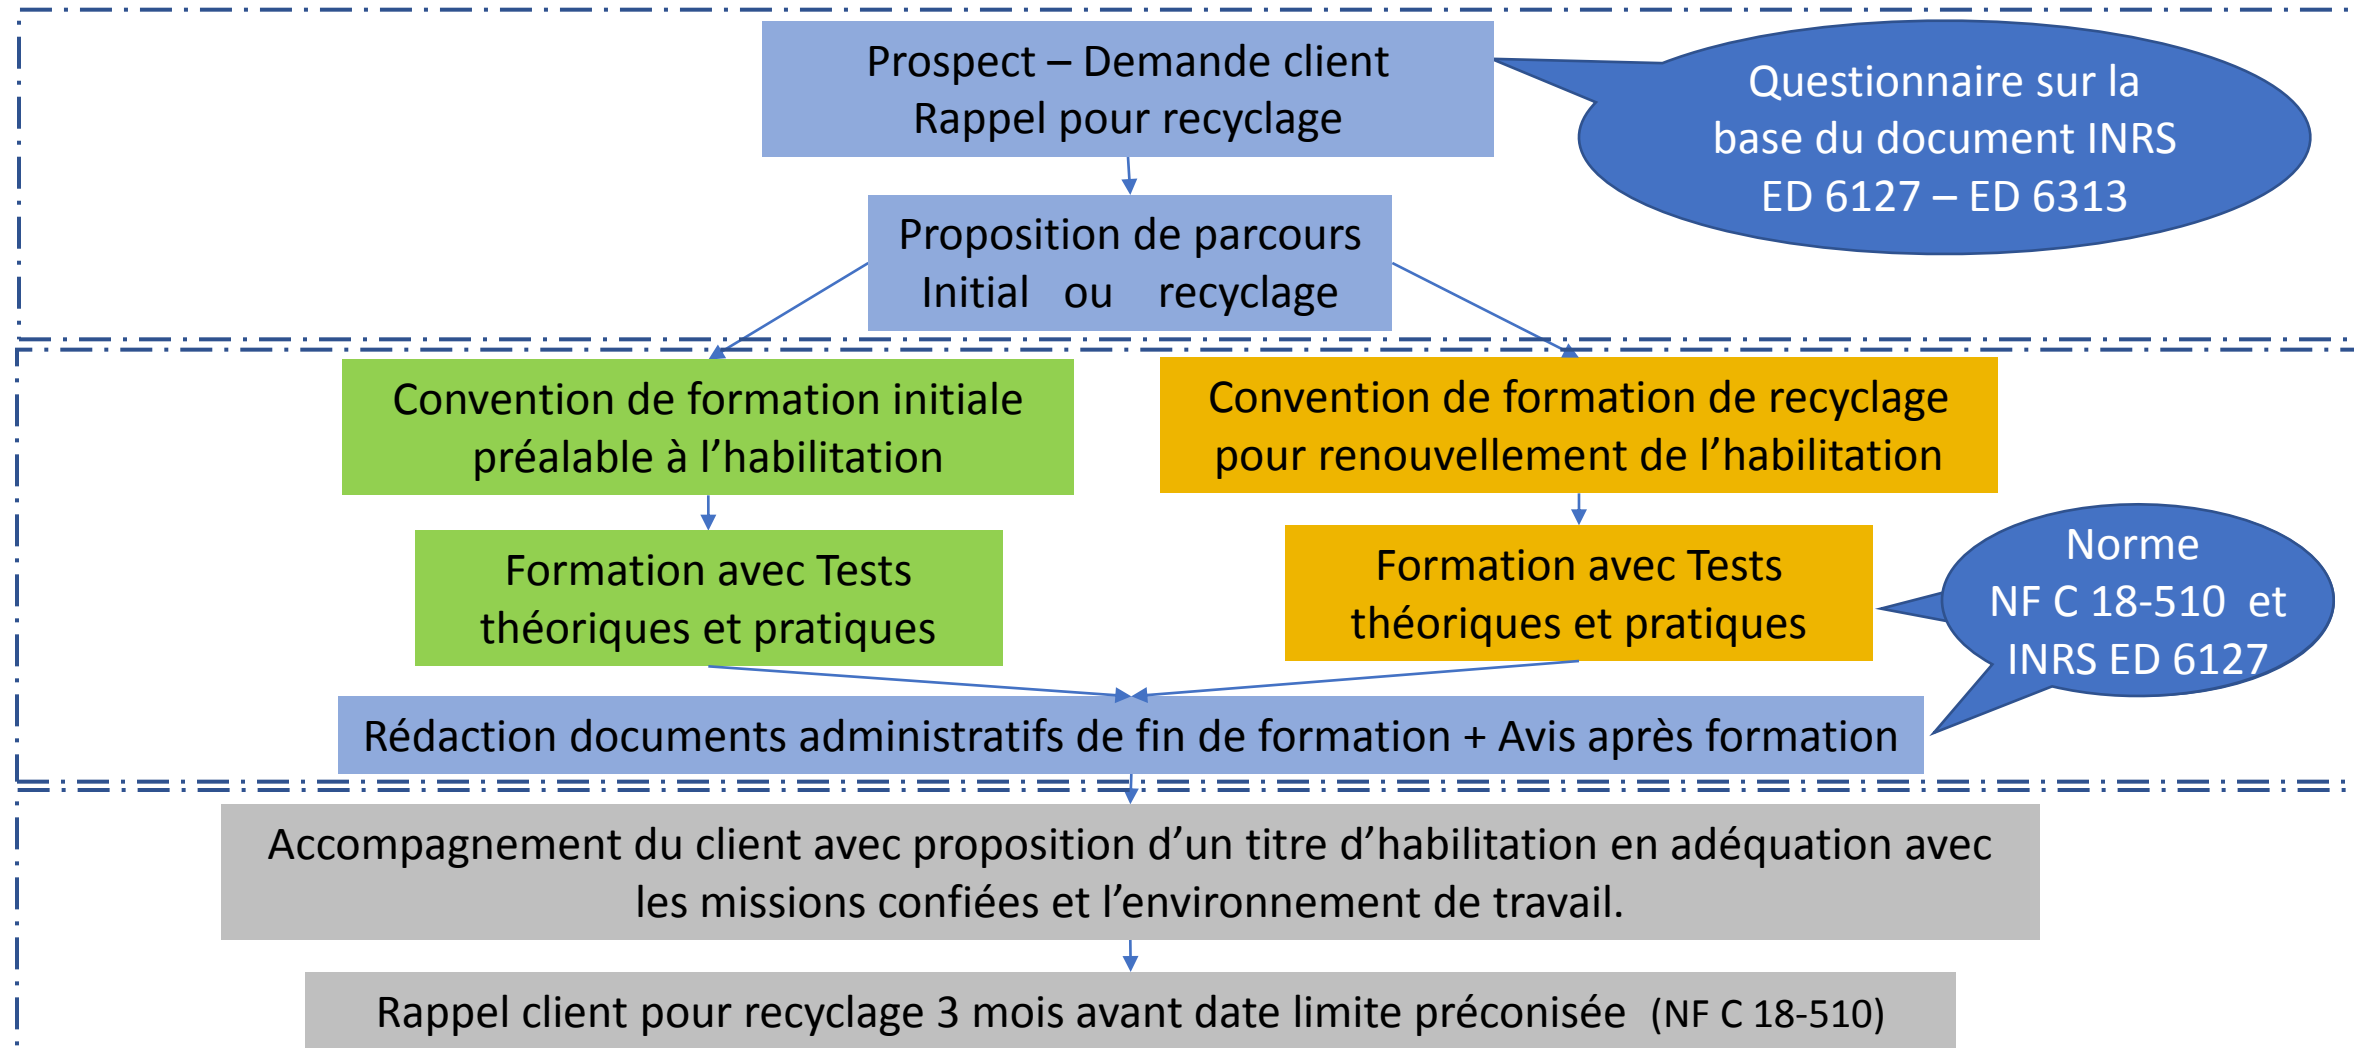 Prospect – Demande client
Rappel pour recyclage
Questionnaire sur la
base du document INRS
ED 6127 – ED 6313
Proposition de parcours
Initial ou recyclage
Convention de formation initiale
préalable à l’habilitation
Convention de formation de recyclage
pour renouvellement de l’habilitation
Formation avec Tests
théoriques et pratiques
Formation avec Tests
théoriques et pratiques
Norme
NF C 18-510 et
INRS ED 6127
Rédaction documents administratifs de fin de formation + Avis après formation
Accompagnement du client avec proposition d’un titre d’habilitation en adéquation avec
les missions confiées et l’environnement de travail.
Rappel client pour recyclage 3 mois avant date limite préconisée (NF C 18-510)